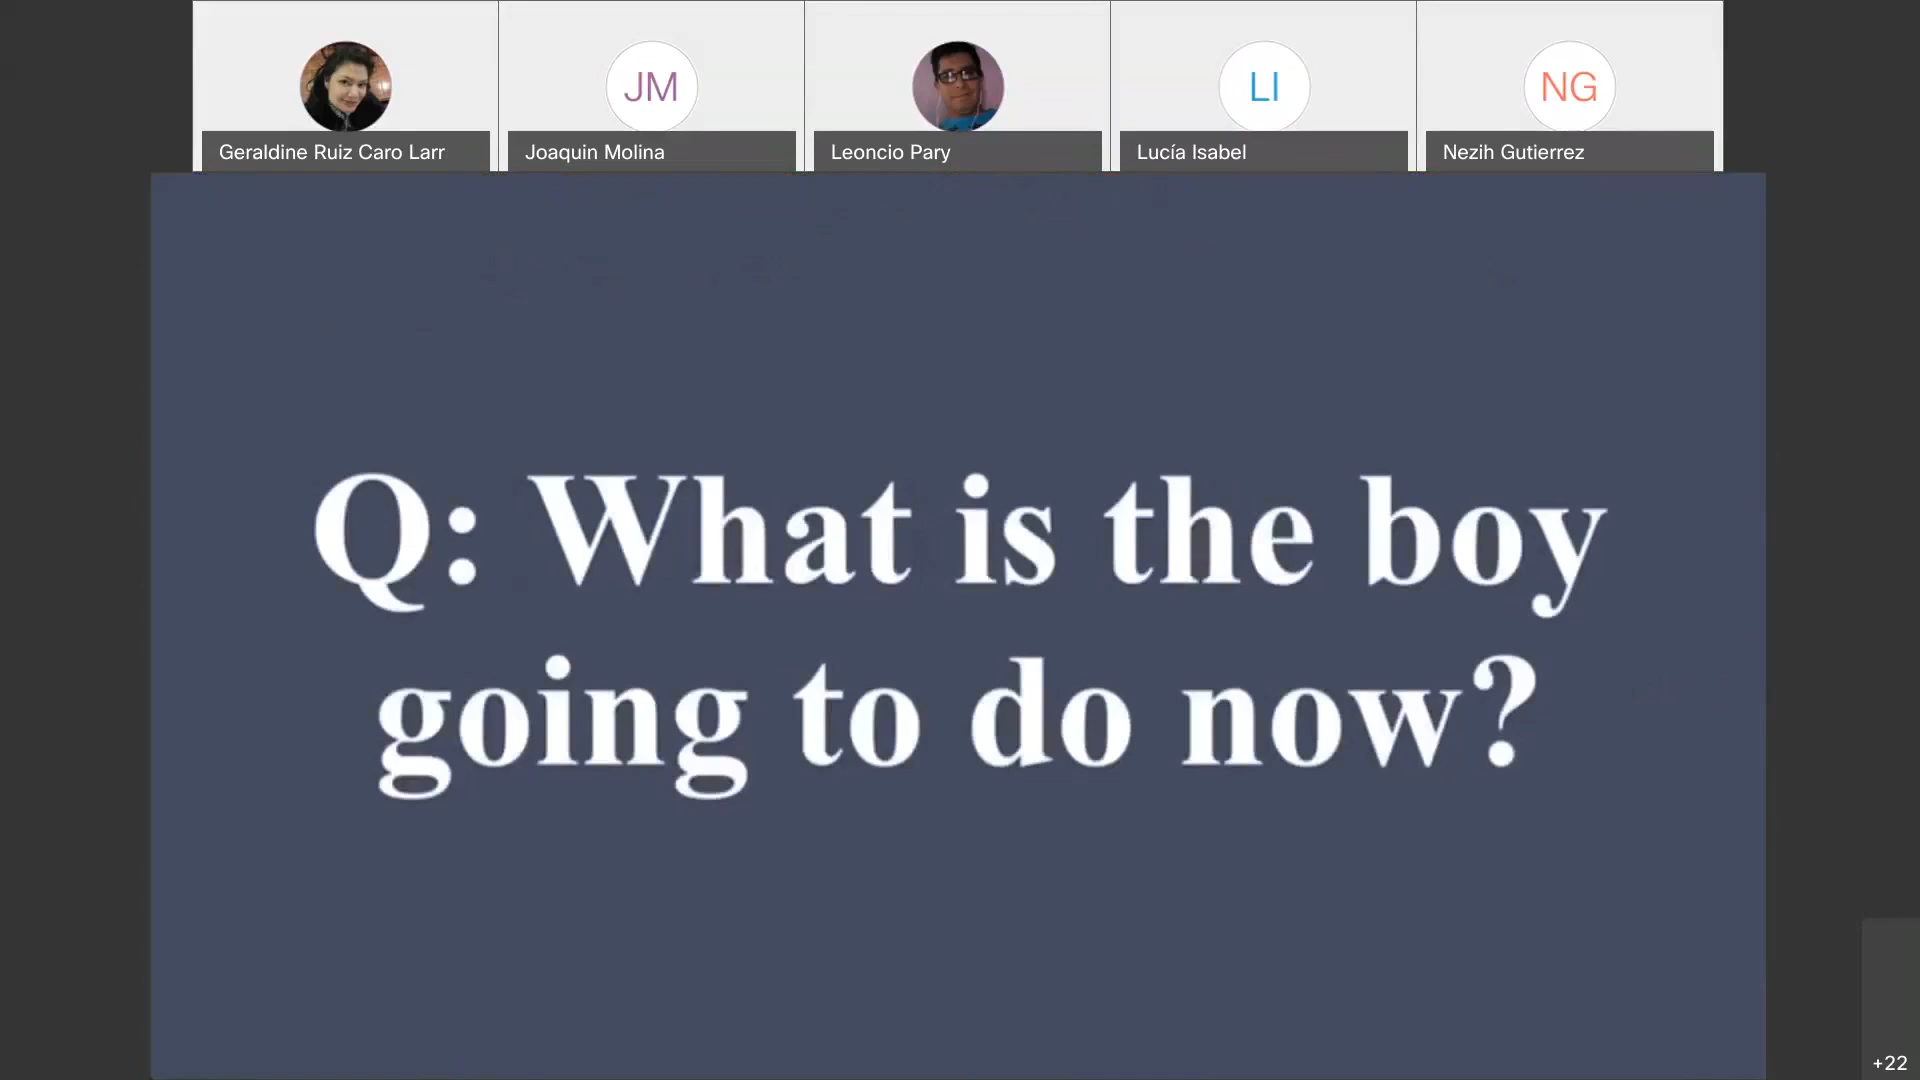 JM
LI
NG
Geraldine Ruiz Caro Larr
Joaquin Molina
Leoncio Pary
Lucía Isabel
Nezih Gutierrez
Q: What is the boy
going to do now?
+22